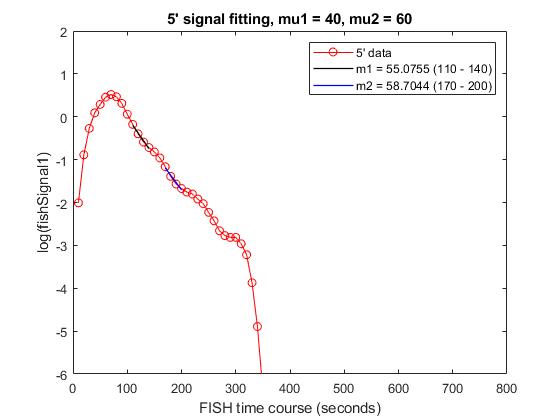 5' signal fitting, mu1 = 40, mu2 = 60
2
1
0
-1
-2
-3
-4
-5
-6
log(fishSignal1)
5' data
m1 = 55.0755 (110 - 140)
m2 = 58.7044 (170 - 200)
0 100 200 300 400 500 600 700 800
FISH time course (seconds)